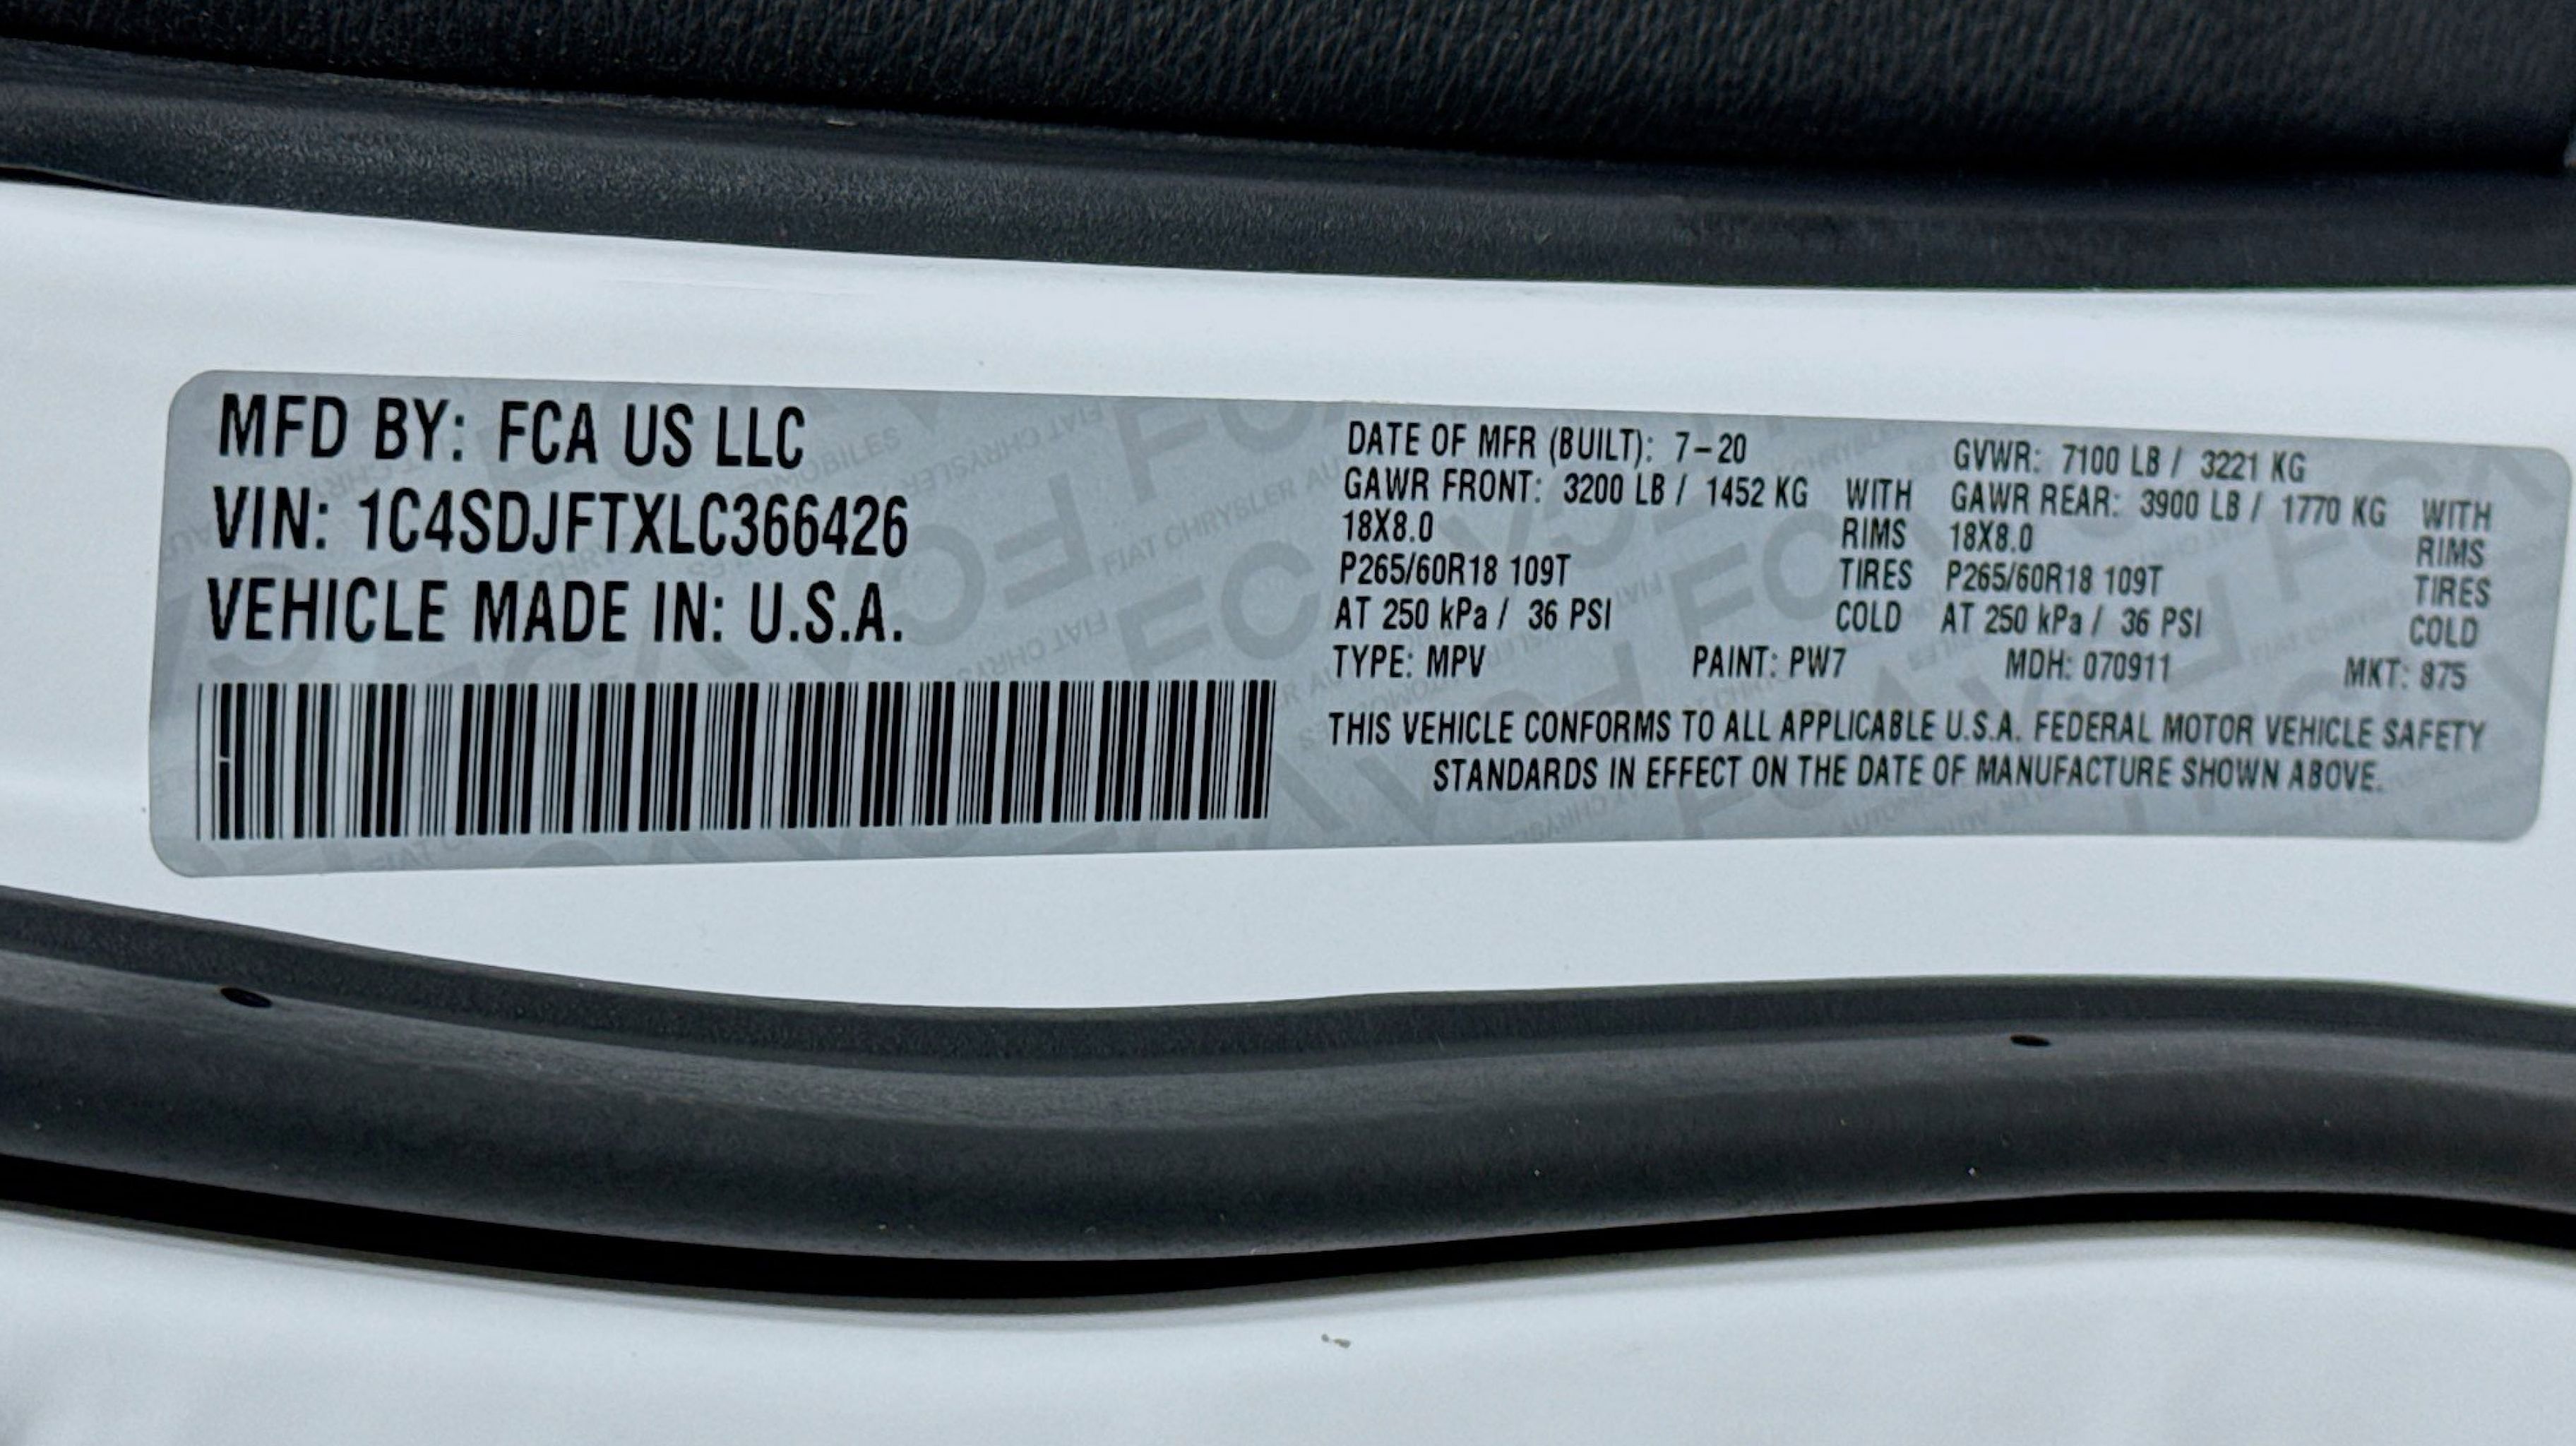 MFD BY: FCA US LLC
VIN: 1C4SDJFTXLC366426
VEHICLE MADE IN: U.S.A.
DATE OF MFR (BUILT): 7-20 GVWR: 7100 LB / 3221 KG
GAWR FRONT: 3200 LB / 1452 KG WITH GAWR REAR: 3900 LB / 1770 KG WITH
18X8.0 RIMS 18X8.0 RIMS
P265/60R18 109T TIRES P265/60R18 109T TIRES
AT 250 kPa / 36 PSI COLD AT 250 kPa / 36 PSI COLD
TYPE: MPV PAINT: PW7 MDH: 070911 MKT: 875
THIS VEHICLE CONFORMS TO ALL APPLICABLE U.S.A. FEDERAL MOTOR VEHICLE SAFETY
STANDARDS IN EFFECT ON THE DATE OF MANUFACTURE SHOWN ABOVE.